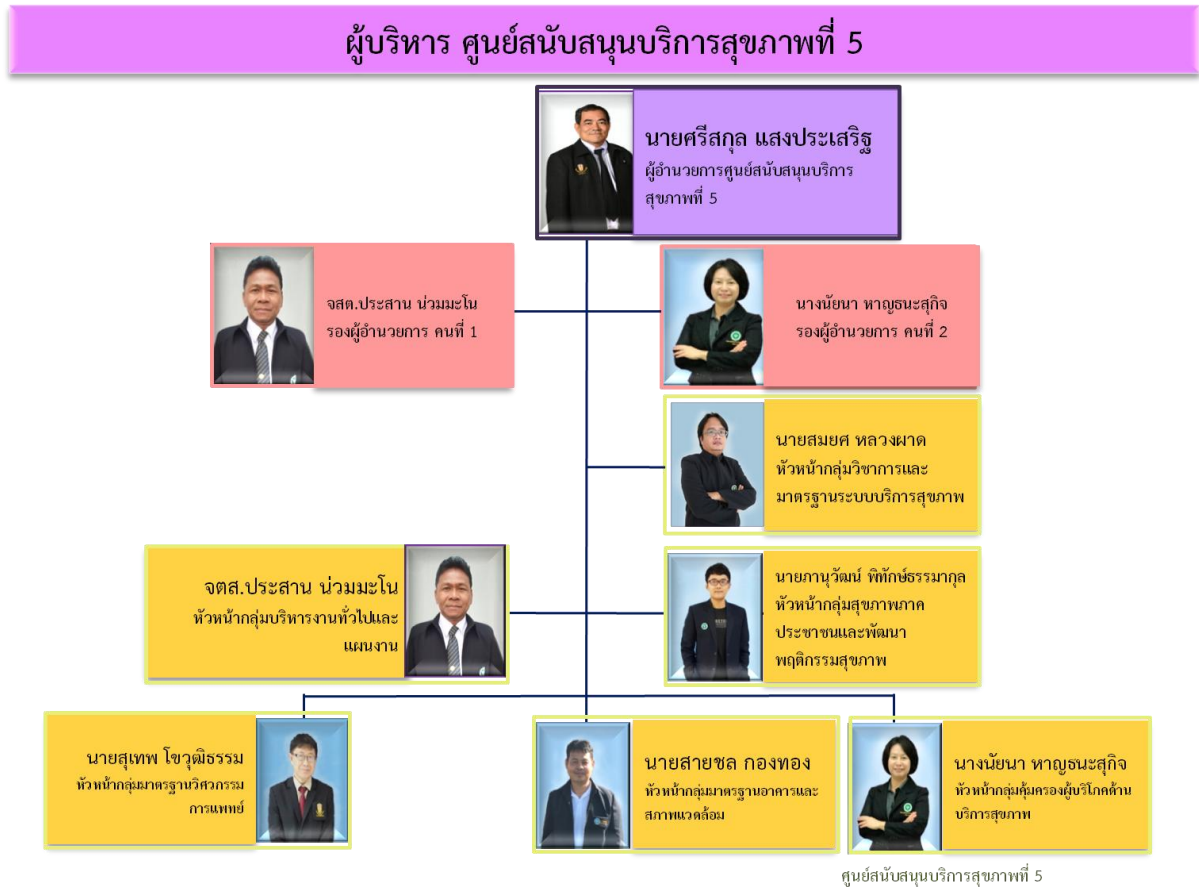 ผู้บริหาร ศูนย์สนับสนุนบริการสุขภาพที่ 5
นายศรีสกุล แสงประเสริฐ
ผู้อำนวยการศูนย์สนับสนุนบริการ
สุขภาพที่ 5
จสต.ประสาน น่วมมะโน
รองผู้อำนวยการ คนที่ 1
นางนัยนา หาญธนะสุกิจ
รองผู้อำนวยการ คนที่ 2
นายสมยศ หลวงผาด
หัวหน้ากลุ่มวิชาการและ
มาตรฐานระบบบริการสุขภาพ
จตส.ประสาน น่วมมะโน
หัวหน้ากลุ่มบริหารงานทั่วไปและ
แผนงาน
นายภานุวัฒน์ พิทักษ์ธรรมากุล
หัวหน้ากลุ่มสุขภาพภาค
ประชาชนและพัฒนา
พฤติกรรมสุขภาพ
นายสุเทพ โขวุฒิธรรม
หัวหน้ากลุ่มมาตรฐานวิศวกรรม
การแพทย์
นายสายชล กองทอง
หัวหน้ากลุ่มมาตรฐานอาคารและ
สภาพแวดล้อม
นางนัยนา หาญธนะสุกิจ
หัวหน้ากลุ่มคุ้มครองผู้บริโภคด้าน
บริการสุขภาพ
ศูนย์สนับสนุนบริการสุขภาพที่ 5